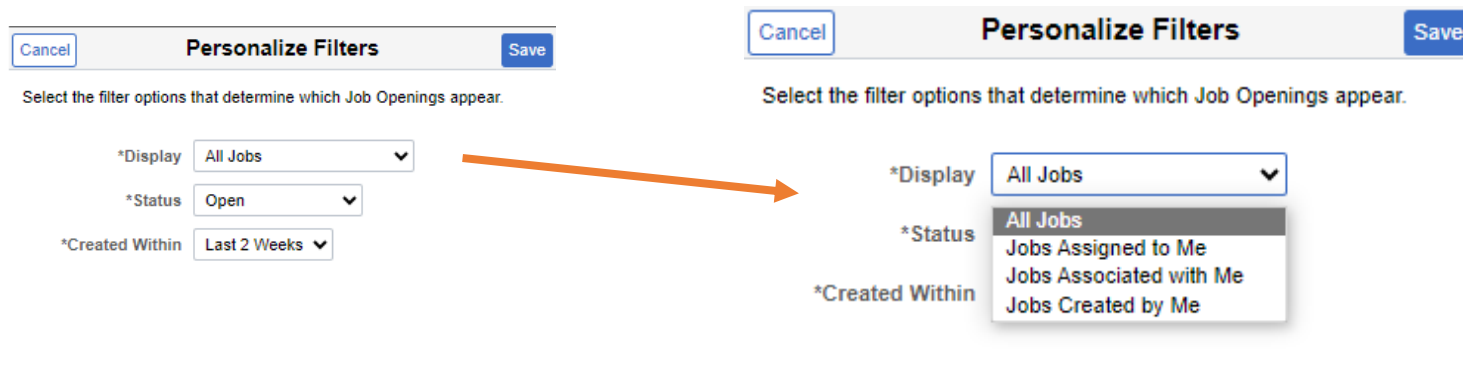 Cancel Personalize Filters Save
Select the filter options that determine which Job Openings appear.
*Display All Jobs
*Status Open
*Created Within Last 2 Weeks
Cancel Personalize Filters Save
Select the filter options that determine which Job Openings appear.
*Display All Jobs
All Jobs
*Status
Jobs Assigned to Me
Jobs Associated with Me
*Created Within
Jobs Created by Me